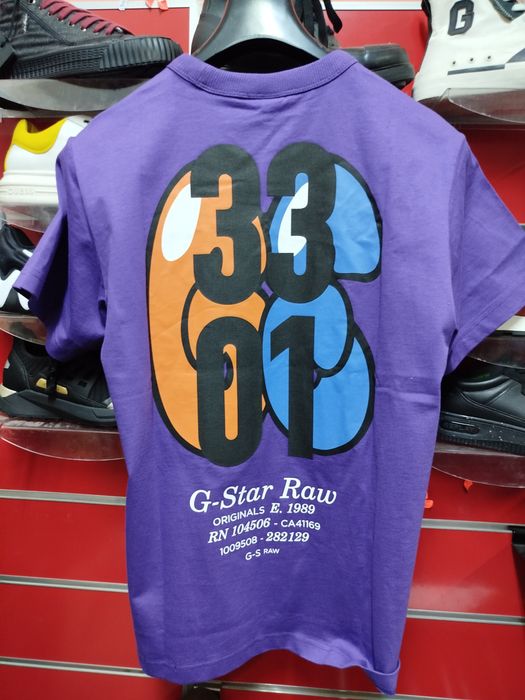 33
01
G-Star Raw
ORIGINALS E. 1989
RN 104506 - CA41169
1009508 - 282129
G-S RAW
G